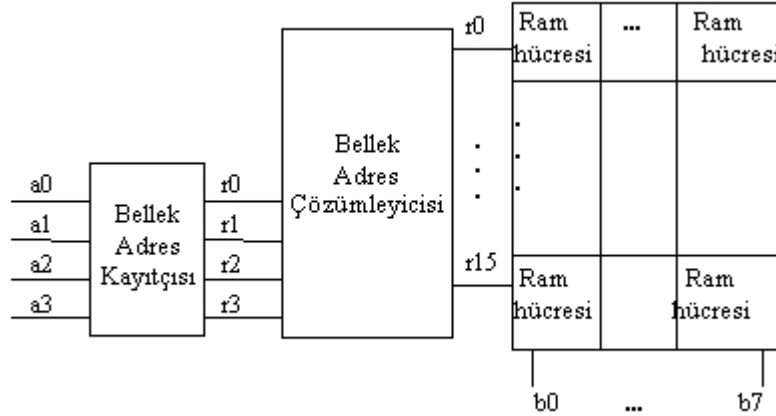 r0
Ram
hücresi
...
Ram
hücresi
Bellek
Adres
Çözümleyicisi
a0
a1
a2
a3
Bellek
Adres
Kayıtçısı
r0
r1
r2
r3
r15
Ram
hücresi
Ram
hücresi
b0
...
b7